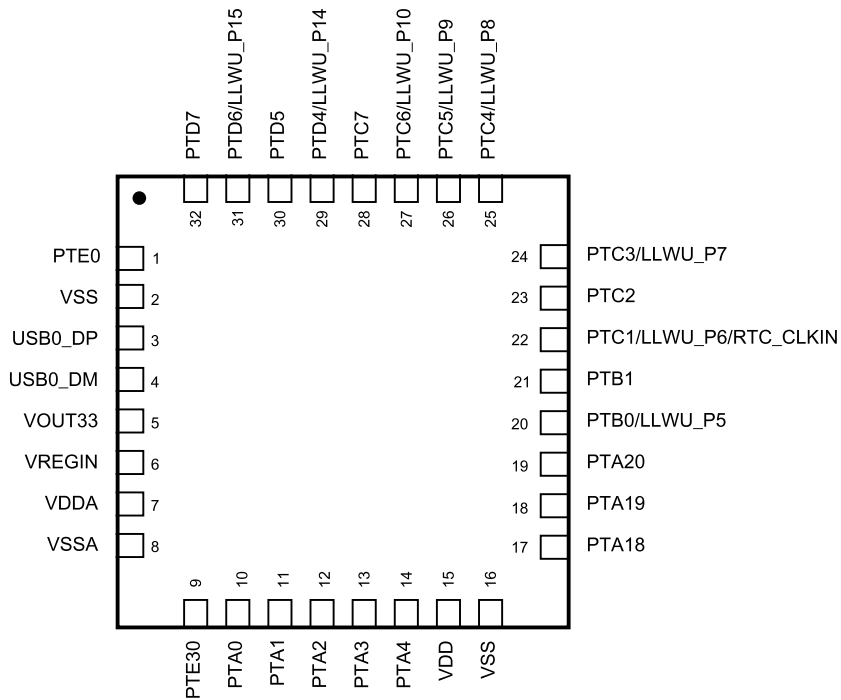 PTD7
PTD6/LLWU_P15
PTD5
PTD4/LLWU_P14
PTC7
PTC6/LLWU_P10
PTC5/LLWU_P9
PTC4/LLWU_P8
32
31
30
29
28
27
26
25
PTE0 1
VSS 2
USB0_DP 3
USB0_DM 4
VOUT33 5
VREGIN 6
VDDA 7
VSSA 8
24 PTC3/LLWU_P7
23 PTC2
22 PTC1/LLWU_P6/RTC_CLKIN
21 PTB1
20 PTB0/LLWU_P5
19 PTA20
18 PTA19
17 PTA18
9
10
11
12
13
14
15
16
PTE30
PTA0
PTA1
PTA2
PTA3
PTA4
VDD
VSS